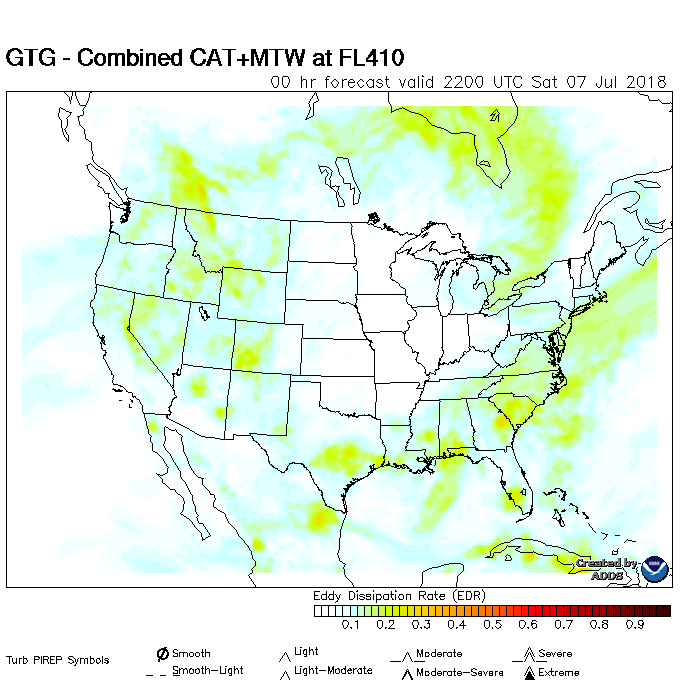 GTG - Combined CAT+MTW at FL410
00 hr forecast valid 2200 UTC Sat 07 Jul 2018
Created by
ADDS
Eddy Dissipation Rate (EDR)
0.1 0.2 0.3 0.4 0.5 0.6 0.7 0.8 0.9
Turb PIREP Symbols
Smooth Light Moderate Severe
Smooth-Light Light-Moderate Moderate-Severe Extreme